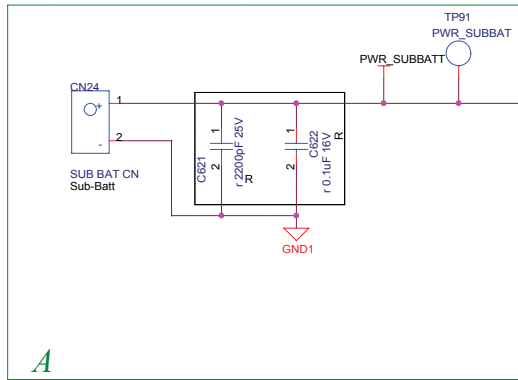 TP91
PWR_SUBBAT
PWR_SUBBATT
CN24
+
1
2
-
SUB BAT CN
Sub-Batt
1
2
C621
r 2200pF 25V
R
1
2
C622
r 0.1uF 16V
R
GND1
A